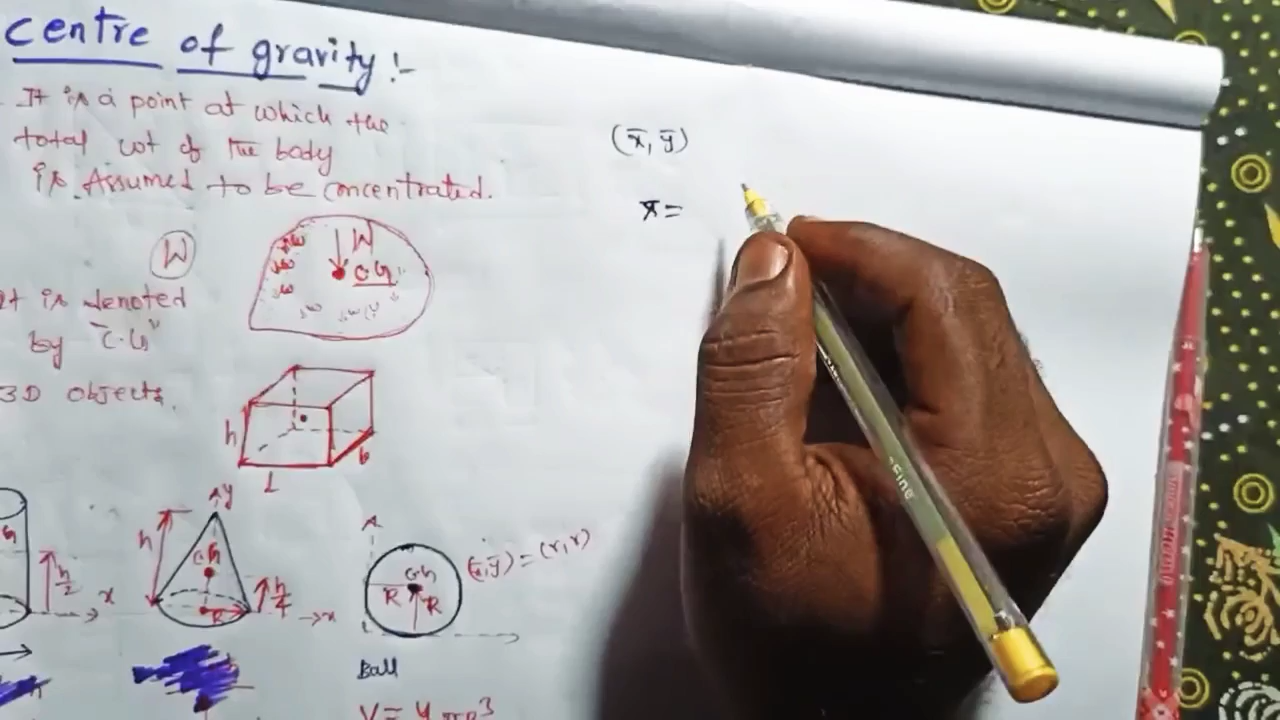 Centre of gravity :-
It is a point at which the
total wt of the body
is Assumed to be concentrated.
W
W
w
w
w
C.G
w
w
It is denoted
by "C.G"
3D objects.
h
b
L
G
h/2
x
y
h
C.G
R
h/4
x
C.G
R
R
(x̄,ȳ) = (r,r)
Ball
(x̄, ȳ)
x̄ =
Fine